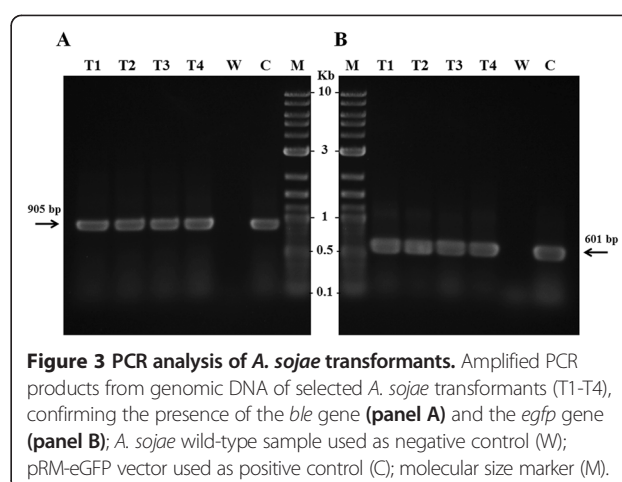 A B
T1 T2 T3 T4 W C M M T1 T2 T3 T4 W C
Kb
10
3
905 bp
1
601 bp
0.5
0.1
Figure 3 PCR analysis of A. sojae transformants. Amplified PCR
products from genomic DNA of selected A. sojae transformants (T1-T4),
confirming the presence of the ble gene (panel A) and the egfp gene
(panel B); A. sojae wild-type sample used as negative control (W);
pRM-eGFP vector used as positive control (C); molecular size marker (M).